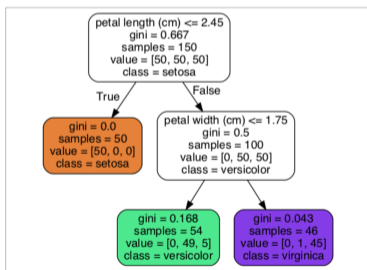 petal length (cm) <= 2.45
gini = 0.667
samples = 150
value = [50, 50, 50]
class = setosa
True
False
gini = 0.0
samples = 50
value = [50, 0, 0]
class = setosa
petal width (cm) <= 1.75
gini = 0.5
samples = 100
value = [0, 50, 50]
class = versicolor
gini = 0.168
samples = 54
value = [0, 49, 5]
class = versicolor
gini = 0.043
samples = 46
value = [0, 1, 45]
class = virginica